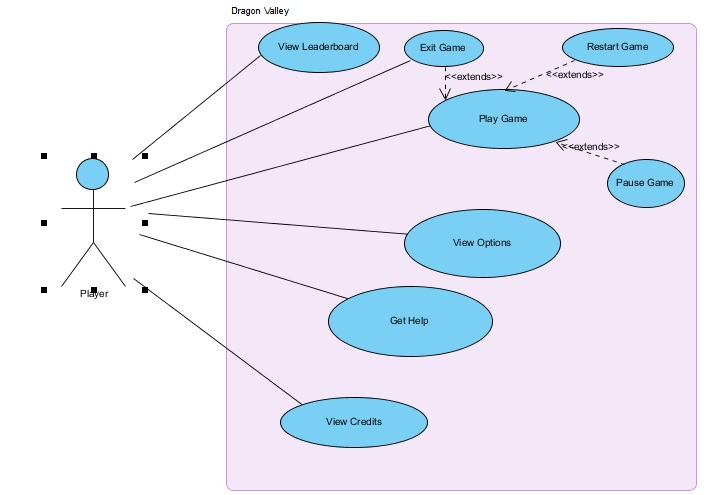 Dragon Valley
View Leaderboard
Exit Game
Restart Game
<<extends>>
<<extends>>
Play Game
<<extends>>
Pause Game
View Options
Player
Get Help
View Credits